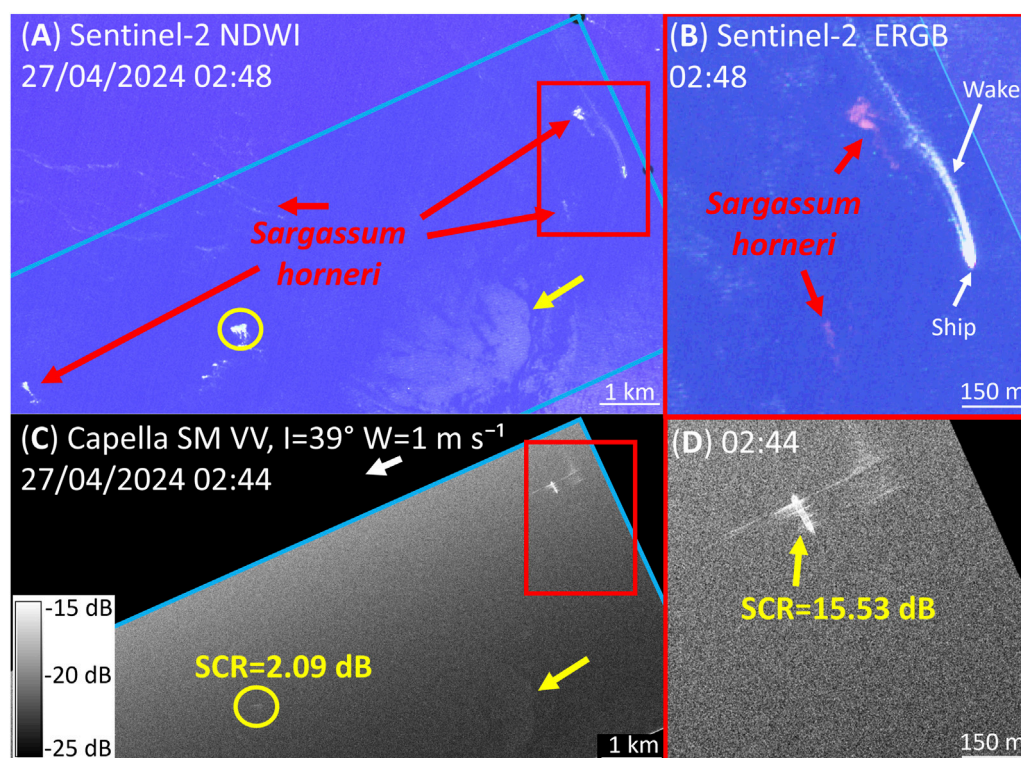 (A) Sentinel-2 NDWI
27/04/2024 02:48
Sargassum
horneri
1 km
(B) Sentinel-2 ERGB
02:48
Wake
Sargassum
horneri
Ship
150 m
(C) Capella SM VV, I=39° W=1 m s⁻¹
27/04/2024 02:44
-15 dB
-20 dB
-25 dB
SCR=2.09 dB
1 km
(D) 02:44
SCR=15.53 dB
150 m